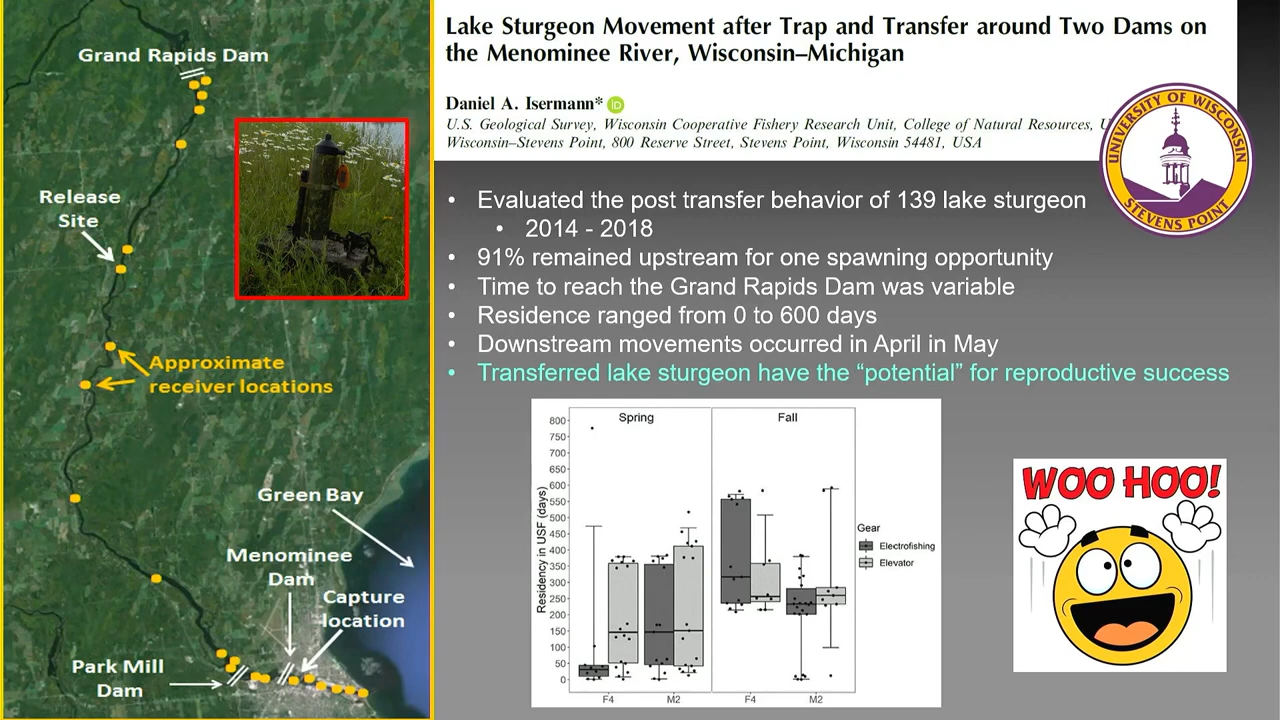 Grand Rapids Dam
Release
Site
Approximate
receiver locations
Green Bay
Menominee
Dam
Capture
location
Park Mill
Dam
Lake Sturgeon Movement after Trap and Transfer around Two Dams on
the Menominee River, Wisconsin–Michigan
Daniel A. Isermann*
iD
U.S. Geological Survey, Wisconsin Cooperative Fishery Research Unit, College of Natural Resources, U
Wisconsin–Stevens Point, 800 Reserve Street, Stevens Point, Wisconsin 54481, USA
UNIVERSITY OF WISCONSIN
STEVENS POINT
• Evaluated the post transfer behavior of 139 lake sturgeon
• 2014 - 2018
• 91% remained upstream for one spawning opportunity
• Time to reach the Grand Rapids Dam was variable
• Residence ranged from 0 to 600 days
• Downstream movements occurred in April in May
• Transferred lake sturgeon have the “potential” for reproductive success
Spring
Fall
Residency in USF (days)
800
750
700
650
600
550
500
450
400
350
300
250
200
150
100
50
0
F4
M2
F4
M2
Gear
Electrofishing
Elevator
WOO HOO!